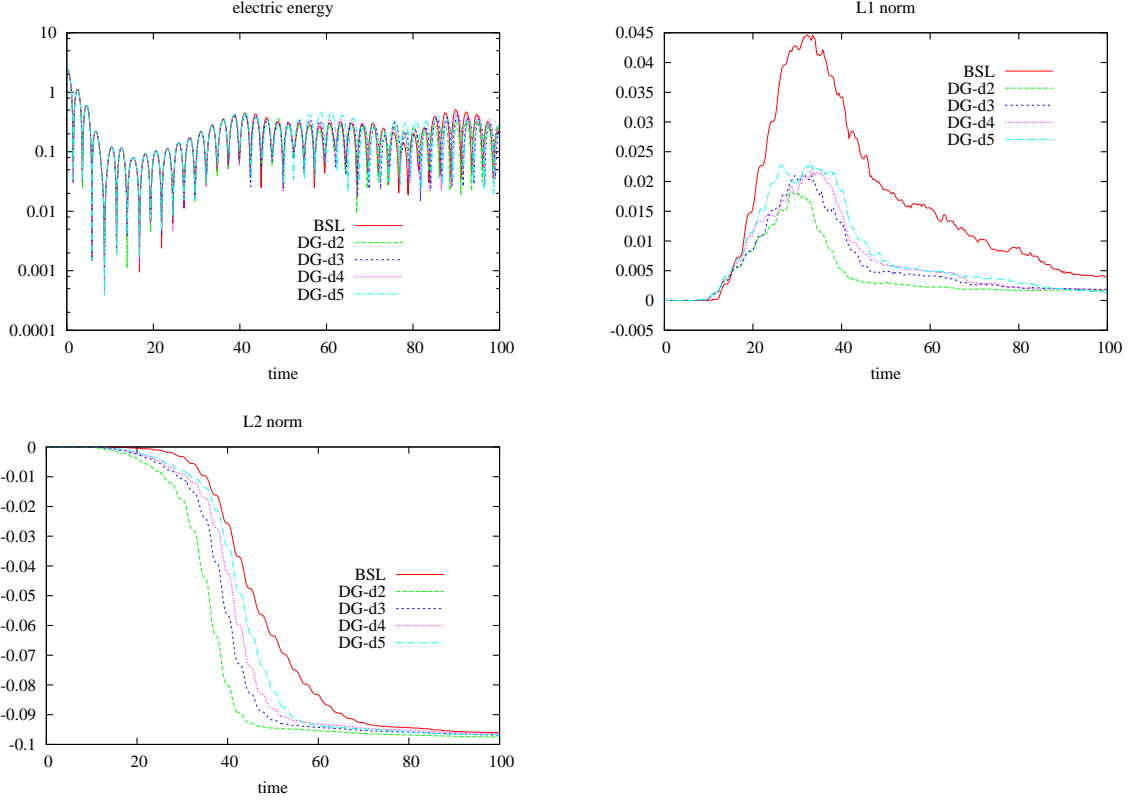 electric energy
10
1
0.1
0.01
0.001
0.0001
BSL
DG-d2
DG-d3
DG-d4
DG-d5
0 20 40 60 80 100
time
L1 norm
0.045
0.04
0.035
0.03
0.025
0.02
0.015
0.01
0.005
0
-0.005
BSL
DG-d2
DG-d3
DG-d4
DG-d5
0 20 40 60 80 100
time
L2 norm
0
-0.01
-0.02
-0.03
-0.04
-0.05
-0.06
-0.07
-0.08
-0.09
-0.1
BSL
DG-d2
DG-d3
DG-d4
DG-d5
0 20 40 60 80 100
time